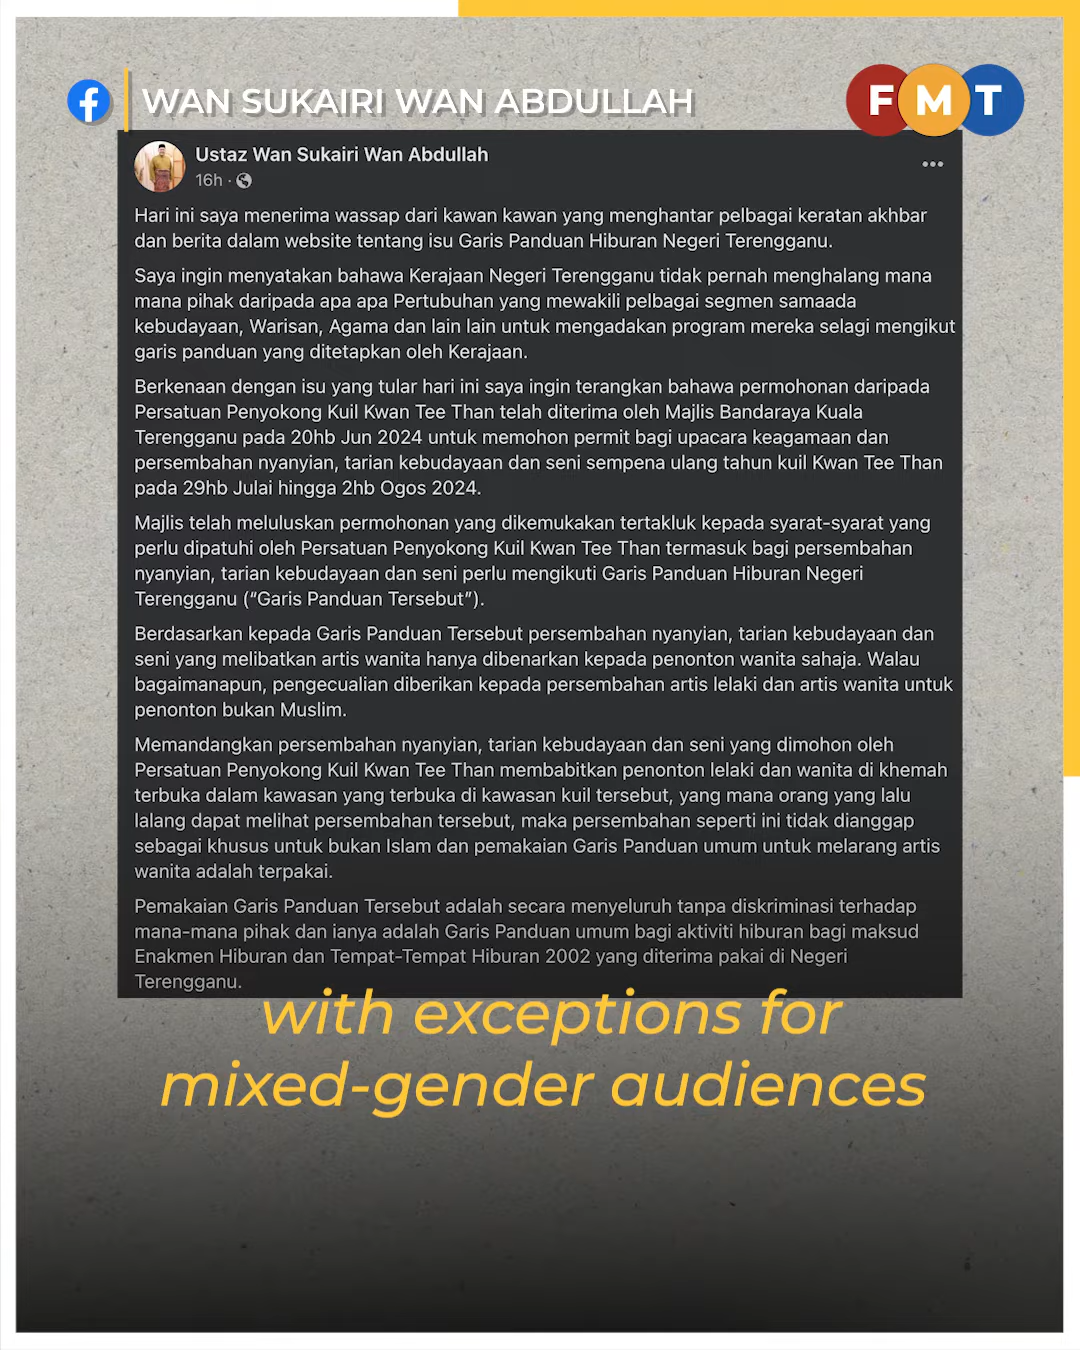 WAN SUKAIRI WAN ABDULLAH
FMT
Ustaz Wan Sukairi Wan Abdullah
16h ·
Hari ini saya menerima wassap dari kawan kawan yang menghantar pelbagai keratan akhbar
dan berita dalam website tentang isu Garis Panduan Hiburan Negeri Terengganu.
Saya ingin menyatakan bahawa Kerajaan Negeri Terengganu tidak pernah menghalang mana
mana pihak daripada apa apa Pertubuhan yang mewakili pelbagai segmen samaada
kebudayaan, Warisan, Agama dan lain lain untuk mengadakan program mereka selagi mengikut
garis panduan yang ditetapkan oleh Kerajaan.
Berkenaan dengan isu yang tular hari ini saya ingin terangkan bahawa permohonan daripada
Persatuan Penyokong Kuil Kwan Tee Than telah diterima oleh Majlis Bandaraya Kuala
Terengganu pada 20hb Jun 2024 untuk memohon permit bagi upacara keagamaan dan
persembahan nyanyian, tarian kebudayaan dan seni sempena ulang tahun kuil Kwan Tee Than
pada 29hb Julai hingga 2hb Ogos 2024.
Majlis telah meluluskan permohonan yang dikemukakan tertakluk kepada syarat-syarat yang
perlu dipatuhi oleh Persatuan Penyokong Kuil Kwan Tee Than termasuk bagi persembahan
nyanyian, tarian kebudayaan dan seni perlu mengikuti Garis Panduan Hiburan Negeri
Terengganu (“Garis Panduan Tersebut”).
Berdasarkan kepada Garis Panduan Tersebut persembahan nyanyian, tarian kebudayaan dan
seni yang melibatkan artis wanita hanya dibenarkan kepada penonton wanita sahaja. Walau
bagaimanapun, pengecualian diberikan kepada persembahan artis lelaki dan artis wanita untuk
penonton bukan Muslim.
Memandangkan persembahan nyanyian, tarian kebudayaan dan seni yang dimohon oleh
Persatuan Penyokong Kuil Kwan Tee Than membabitkan penonton lelaki dan wanita di khemah
terbuka dalam kawasan yang terbuka di kawasan kuil tersebut, yang mana orang yang lalu
lalang dapat melihat persembahan tersebut, maka persembahan seperti ini tidak dianggap
sebagai khusus untuk bukan Islam dan pemakaian Garis Panduan umum untuk melarang artis
wanita adalah terpakai.
Pemakaian Garis Panduan Tersebut adalah secara menyeluruh tanpa diskriminasi terhadap
mana-mana pihak dan ianya adalah Garis Panduan umum bagi aktiviti hiburan bagi maksud
Enakmen Hiburan dan Tempat-Tempat Hiburan 2002 yang diterima pakai di Negeri
Terengganu.
with exceptions for
mixed-gender audiences